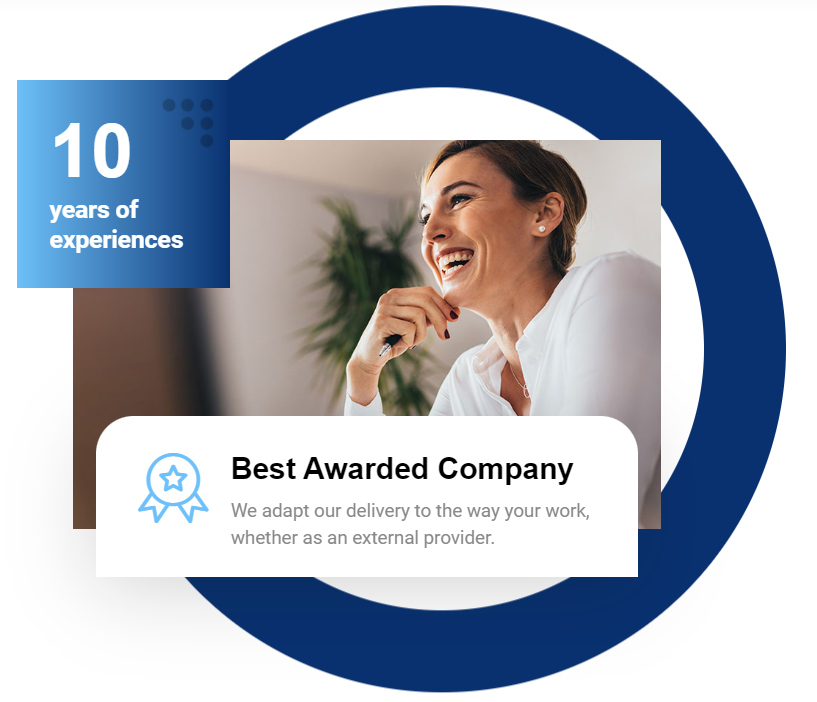 10
years of
experiences
Best Awarded Company
We adapt our delivery to the way your work,
whether as an external provider.